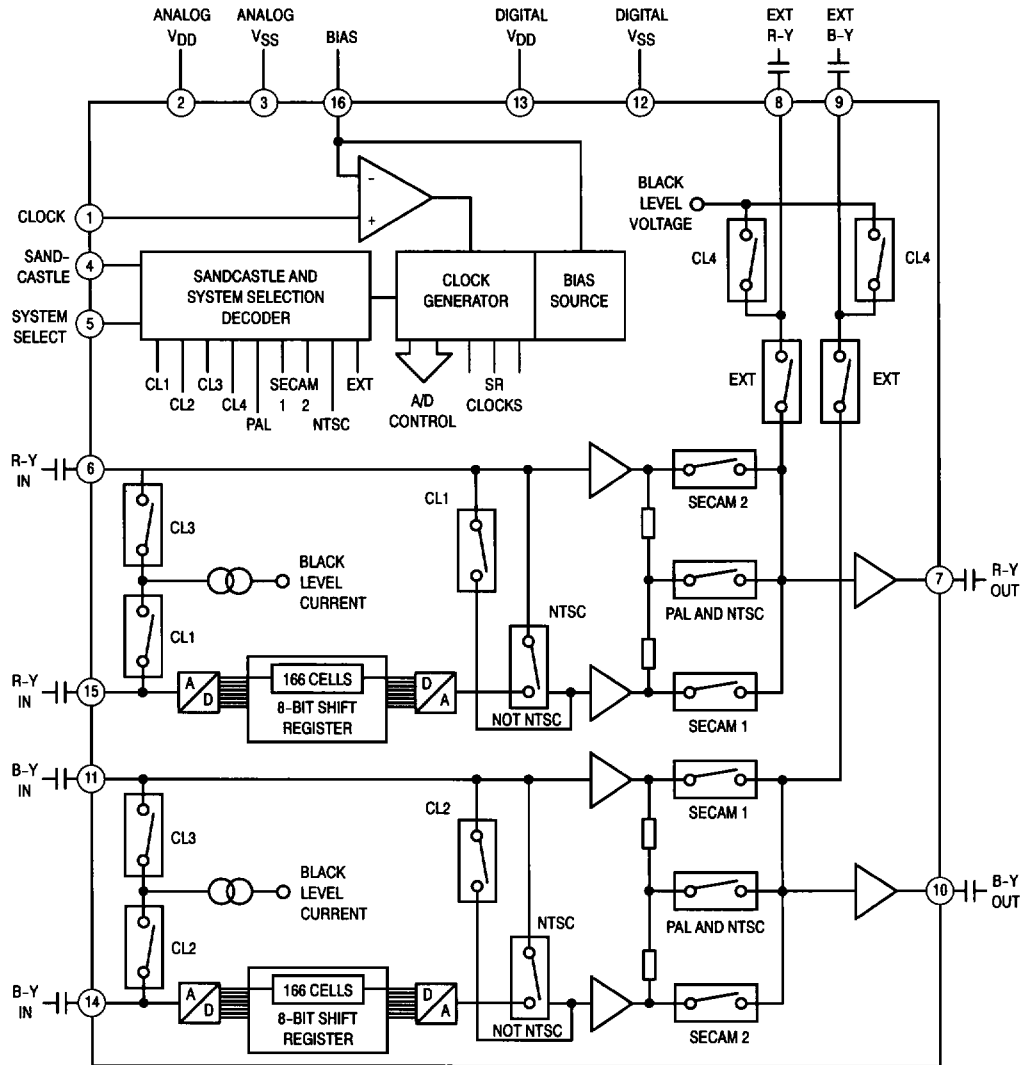 ANALOG
VDD
ANALOG
VSS
BIAS
DIGITAL
VDD
DIGITAL
VSS
EXT
R-Y
EXT
B-Y
2
3
16
13
12
8
9
CLOCK
1
-
+
BLACK
LEVEL
VOLTAGE
CL4
CL4
SAND-
CASTLE
4
SYSTEM
SELECT
5
SANDCASTLE AND
SYSTEM SELECTION
DECODER
CLOCK
GENERATOR
BIAS
SOURCE
CL1
CL2
CL3
CL4
PAL
SECAM
1
2
NTSC
EXT
A/D
CONTROL
SR
CLOCKS
EXT
EXT
R-Y
IN
6
CL3
BLACK
LEVEL
CURRENT
CL1
CL1
NTSC
SECAM 2
PAL AND NTSC
7
R-Y
OUT
R-Y
IN
15
A
D
166 CELLS
8-BIT SHIFT
REGISTER
D
A
NOT NTSC
SECAM 1
B-Y
IN
11
CL3
BLACK
LEVEL
CURRENT
CL2
CL2
NTSC
SECAM 1
PAL AND NTSC
10
B-Y
OUT
B-Y
IN
14
A
D
166 CELLS
8-BIT SHIFT
REGISTER
D
A
NOT NTSC
SECAM 2